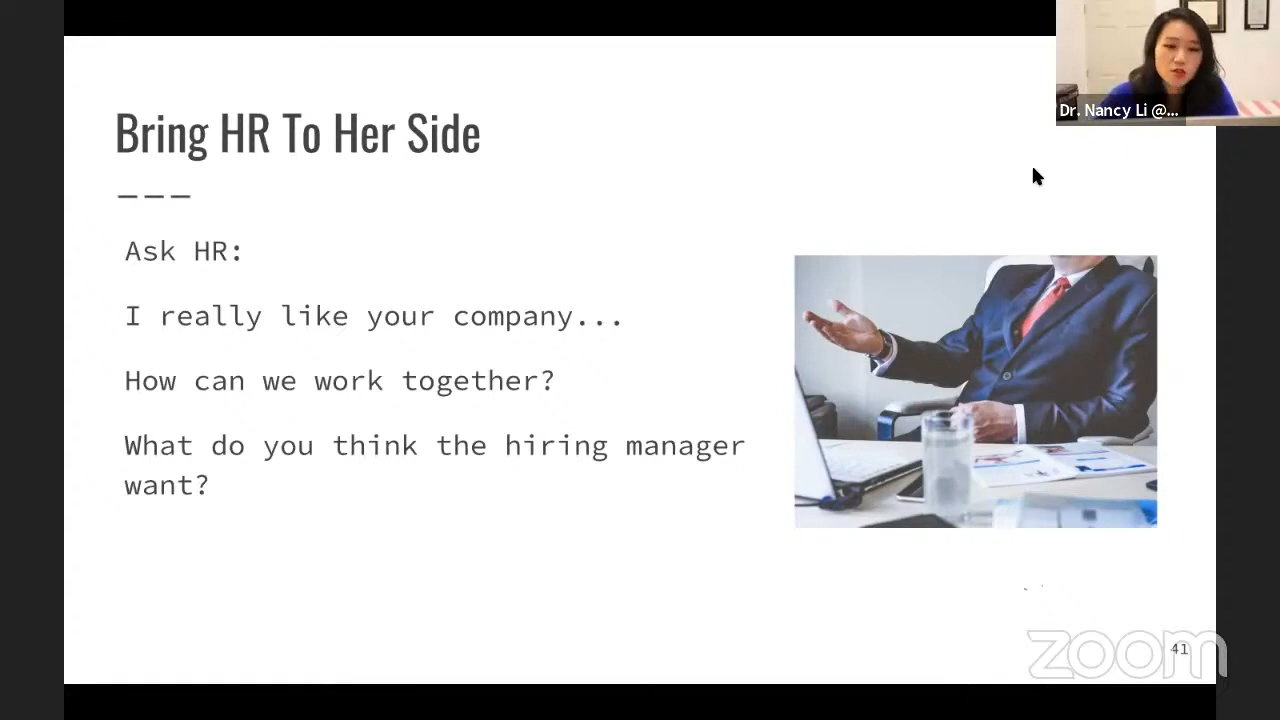 Dr. Nancy Li @...
Bring HR To Her Side
Ask HR:
I really like your company...
How can we work together?
What do you think the hiring manager
want?
zoom
41